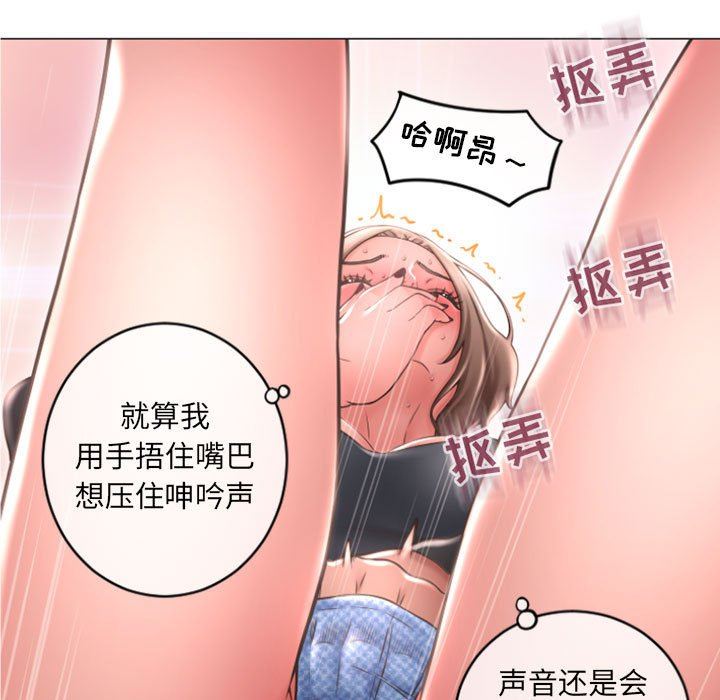 抠弄
哈啊昂～
抠弄
就算我
用手捂住嘴巴
想压住呻吟声
抠弄
声音还是会